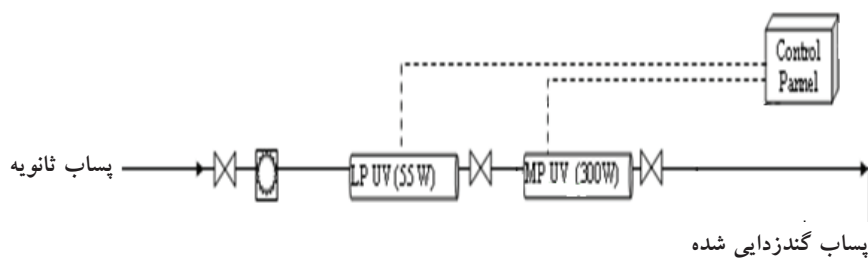 Control
Pannel
پساب ثانویه
LP UV (55 W)
MP UV (300W)
پساب گندزدایی شده